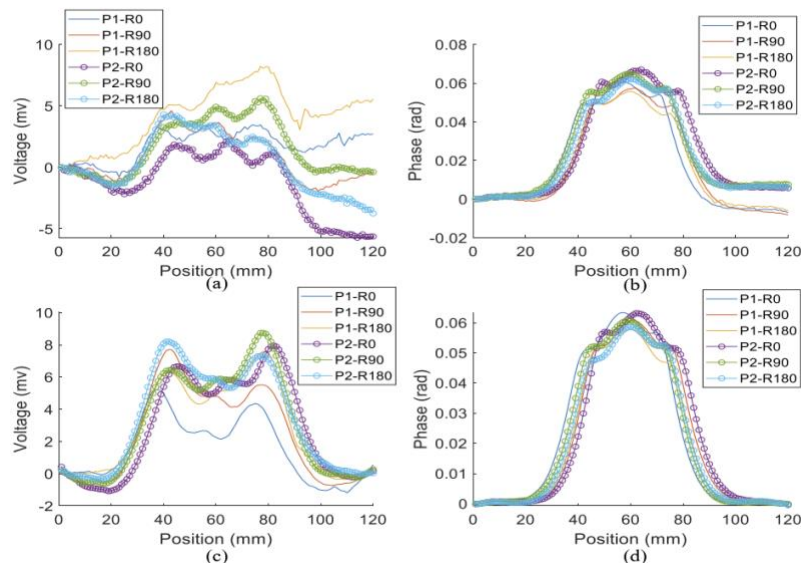 P1-R0
P1-R90
P1-R180
P2-R0
P2-R90
P2-R180
10
5
0
-5
Voltage (mv)
0 20 40 60 80 100 120
Position (mm)
(a)
P1-R0
P1-R90
P1-R180
P2-R0
P2-R90
P2-R180
0.08
0.06
0.04
0.02
0
-0.02
Phase (rad)
0 20 40 60 80 100 120
Position (mm)
(b)
P1-R0
P1-R90
P1-R180
P2-R0
P2-R90
P2-R180
10
8
6
4
2
0
-2
Voltage (mv)
0 20 40 60 80 100 120
Position (mm)
(c)
P1-R0
P1-R90
P1-R180
P2-R0
P2-R90
P2-R180
0.06
0.05
0.04
0.03
0.02
0.01
0
Phase (rad)
0 20 40 60 80 100 120
Position (mm)
(d)